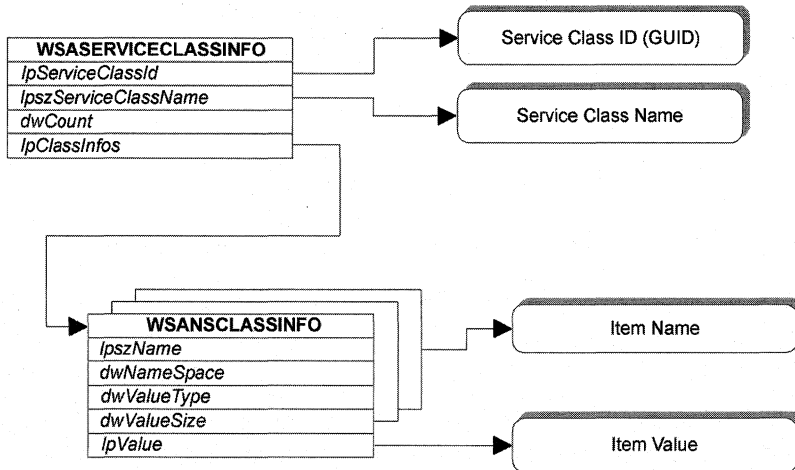 WSASERVICECLASSINFO
lpServiceClassId
lpszServiceClassName
dwCount
lpClassInfos
Service Class ID (GUID)
Service Class Name
WSANSCLASSINFO
lpszName
dwNameSpace
dwValueType
dwValueSize
lpValue
Item Name
Item Value